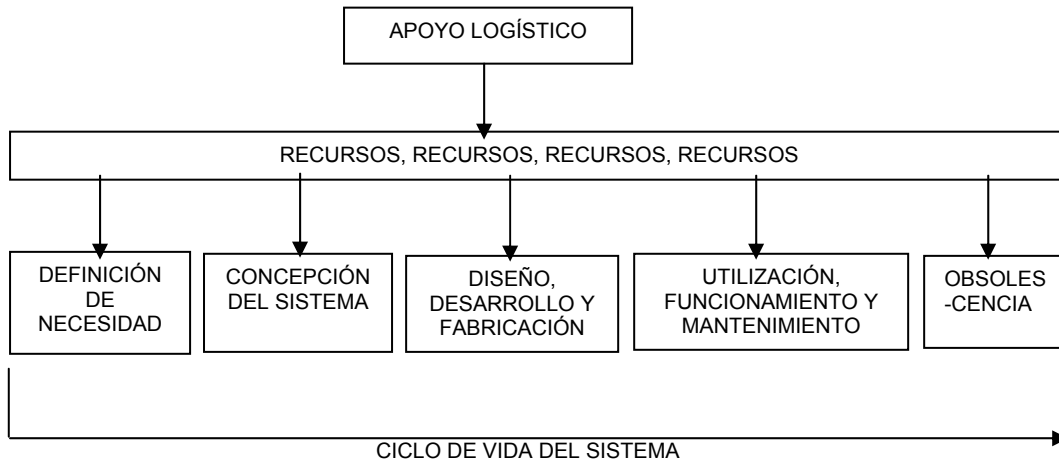 APOYO LOGÍSTICO
RECURSOS, RECURSOS, RECURSOS, RECURSOS
DEFINICIÓN
DE
NECESIDAD
CONCEPCIÓN
DEL SISTEMA
DISEÑO,
DESARROLLO Y
FABRICACIÓN
UTILIZACIÓN,
FUNCIONAMIENTO Y
MANTENIMIENTO
OBSOLES
-CENCIA
CICLO DE VIDA DEL SISTEMA